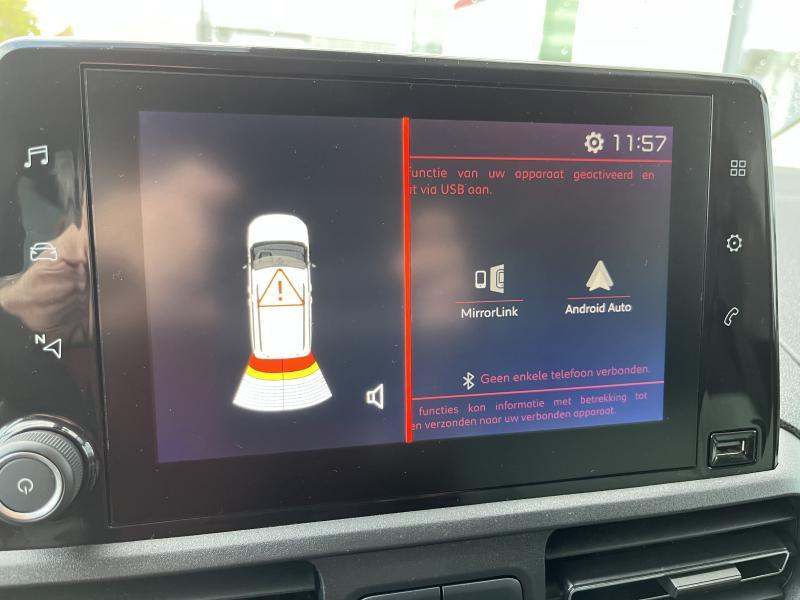 11:57
functie van uw apparaat geactiveerd en
t via USB aan.
MirrorLink
Android Auto
Geen enkele telefoon verbonden.
functies kan informatie met betrekking tot
en verzonden naar uw verbonden apparaat.
N
!